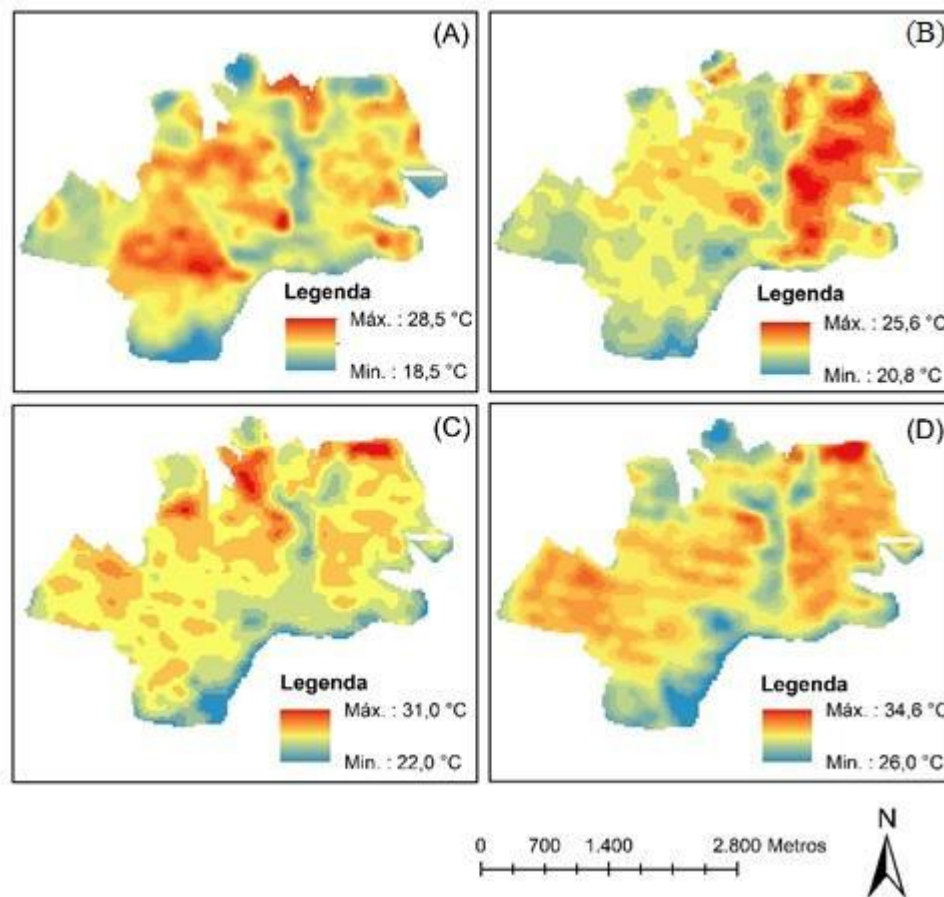 (A)
Legenda
Máx. : 28,5 °C
Min. : 18,5 °C
(B)
Legenda
Máx. : 25,6 °C
Min. : 20,8 °C
(C)
Legenda
Máx. : 31,0 °C
Min. : 22,0 °C
(D)
Legenda
Máx. : 34,6 °C
Min. : 26,0 °C
0 700 1.400 2.800 Metros
N